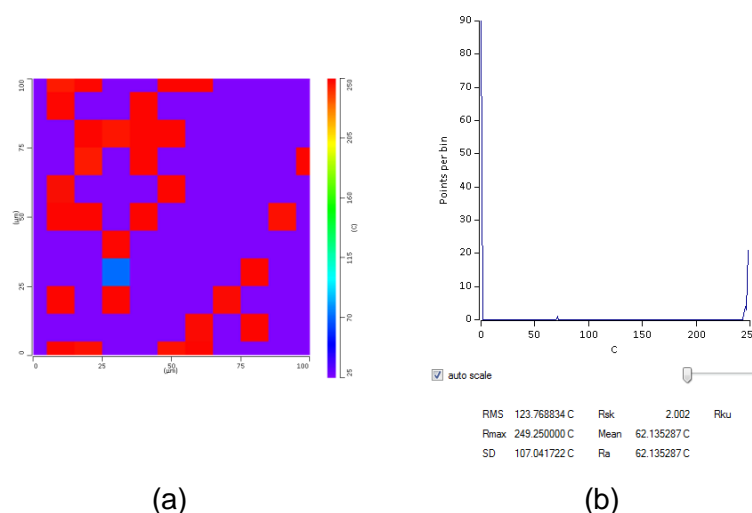 100
75
50
25
0
(µm)
0
25
50
75
100
(µm)
250
205
160
115
70
25
(C)
90
80
70
60
50
40
30
20
10
0
Points per bin
0
50
100
150
200
C
auto scale
RMS 123.768834 C Rsk 2.002 Rku
Rmax 249.250000 C Mean 62.135287 C
SD 107.041722 C Ra 62.135287 C
(a)
(b)